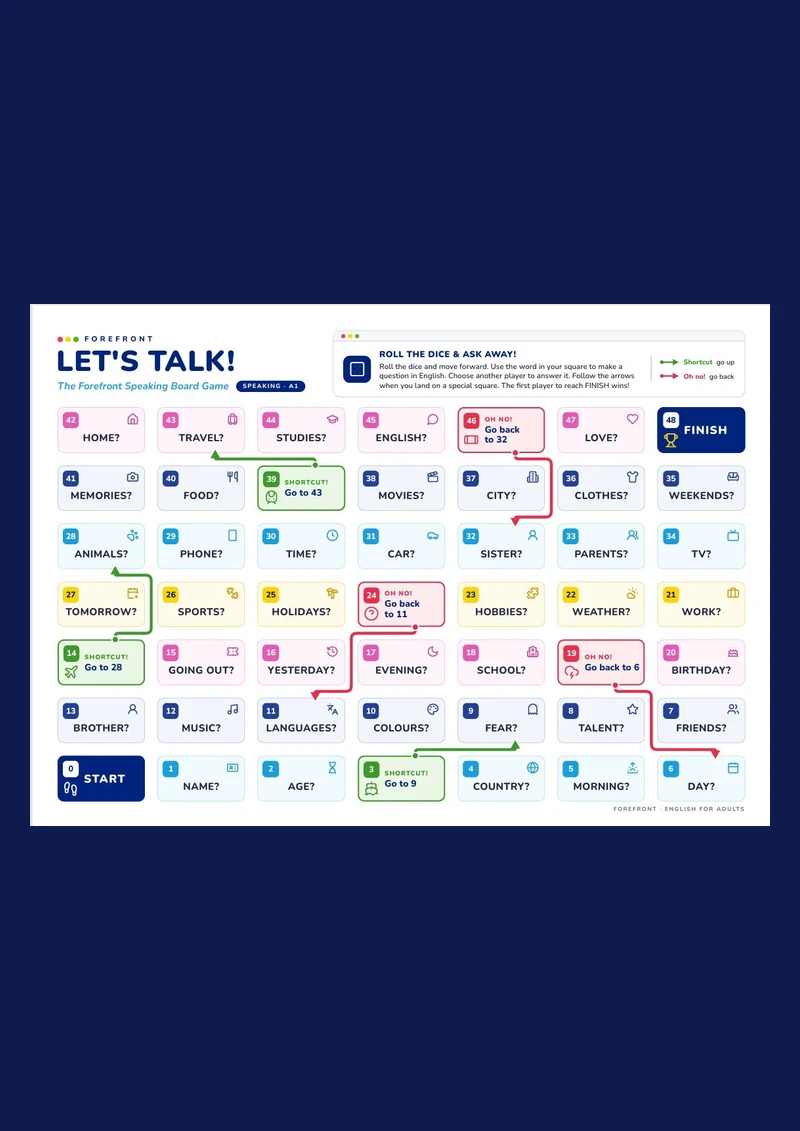 FOREFRONT
LET'S TALK!
The Forefront Speaking Board Game SPEAKING · A1
ROLL THE DICE & ASK AWAY!
Roll the dice and move forward. Use the word in your square to make a
question in English. Choose another player to answer it. Follow the arrows
when you land on a special square. The first player to reach FINISH wins!
Shortcut go up
Oh no! go back
42 HOME?
43 TRAVEL?
44 STUDIES?
45 ENGLISH?
46 OH NO!
Go back
to 32
47 LOVE?
48 FINISH
41 MEMORIES?
40 FOOD?
39 SHORTCUT!
Go to 43
38 MOVIES?
37 CITY?
36 CLOTHES?
35 WEEKENDS?
28 ANIMALS?
29 PHONE?
30 TIME?
31 CAR?
32 SISTER?
33 PARENTS?
34 TV?
27 TOMORROW?
26 SPORTS?
25 HOLIDAYS?
24 OH NO!
Go back
to 11
23 HOBBIES?
22 WEATHER?
21 WORK?
14 SHORTCUT!
Go to 28
15 GOING OUT?
16 YESTERDAY?
17 EVENING?
18 SCHOOL?
19 OH NO!
Go back to 6
20 BIRTHDAY?
13 BROTHER?
12 MUSIC?
11 LANGUAGES?
10 COLOURS?
9 FEAR?
8 TALENT?
7 FRIENDS?
0 START
1 NAME?
2 AGE?
3 SHORTCUT!
Go to 9
4 COUNTRY?
5 MORNING?
6 DAY?
FOREFRONT · ENGLISH FOR ADULTS